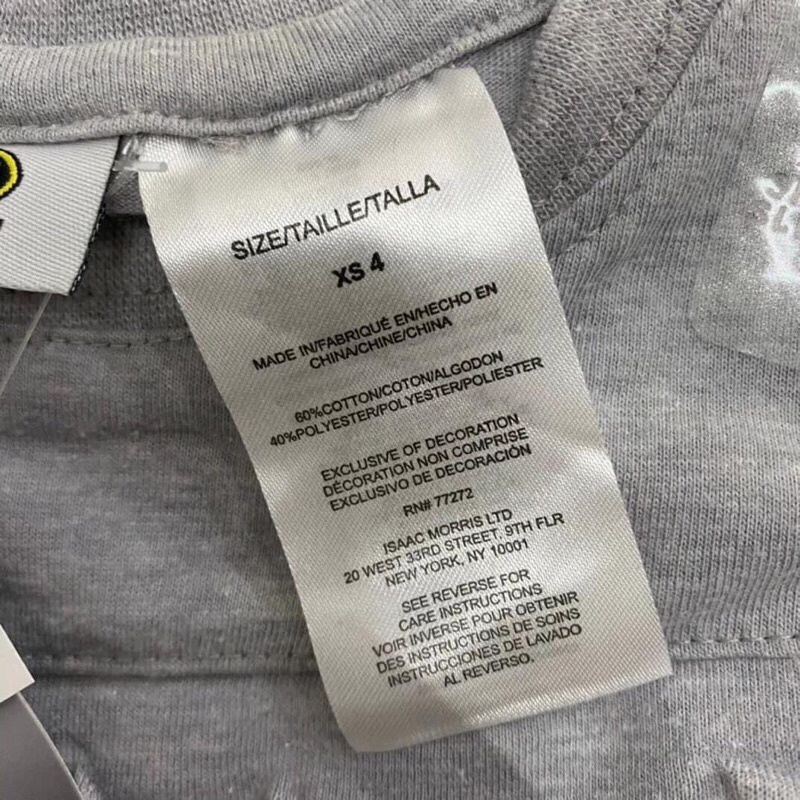 SIZE/TAILLE/TALLA
XS 4
MADE IN/FABRIQUÉ EN/HECHO EN
CHINA/CHINE/CHINA
60%COTTON/COTON/ALGODON
40%POLYESTER/POLYESTER/POLIESTER
EXCLUSIVE OF DECORATION
DÉCORATION NON COMPRISE
EXCLUSIVO DE DECORACIÓN
RN# 77272
ISAAC MORRIS LTD
20 WEST 33RD STREET, 9TH FLR
NEW YORK, NY 10001
SEE REVERSE FOR
CARE INSTRUCTIONS
VOIR INVERSE POUR OBTENIR
DES INSTRUCTIONS DE SOINS
INSTRUCCIONES DE LAVADO
AL REVERSO.